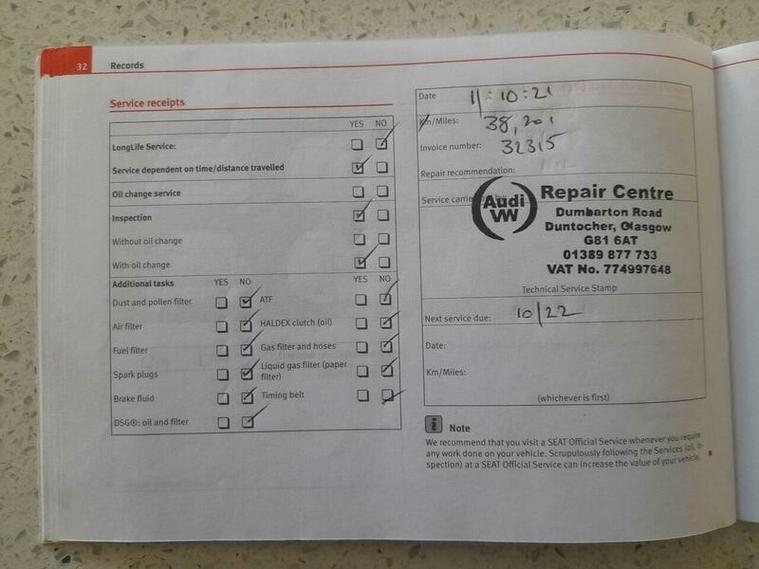 32 Records
Service receipts
YES NO
LongLife Service:
Service dependent on time/distance travelled
Oil change service
Inspection
Without oil change
With oil change
Additional tasks YES NO YES NO
Dust and pollen filter ATF
Air filter HALDEX clutch (oil)
Fuel filter Gas filter and hoses
Spark plugs Liquid gas filter (paper
filter)
Brake fluid Timing belt
DSG®: oil and filter
Date 11:10:21
Km/Miles: 38,201
Invoice number: 32315
Repair recommendation:
Service carried
Audi
VW
Repair Centre
Dumbarton Road
Duntocher, Glasgow
G81 6AT
01389 877 733
VAT No. 774997648
Technical Service Stamp
Next service due: 10/22
Date:
Km/Miles:
(whichever is first)
i Note
We recommend that you visit a SEAT Official Service whenever you require
any work done on your vehicle. Scrupulously following the Services (oil, in-
spection) at a SEAT Official Service can increase the value of your vehicle.